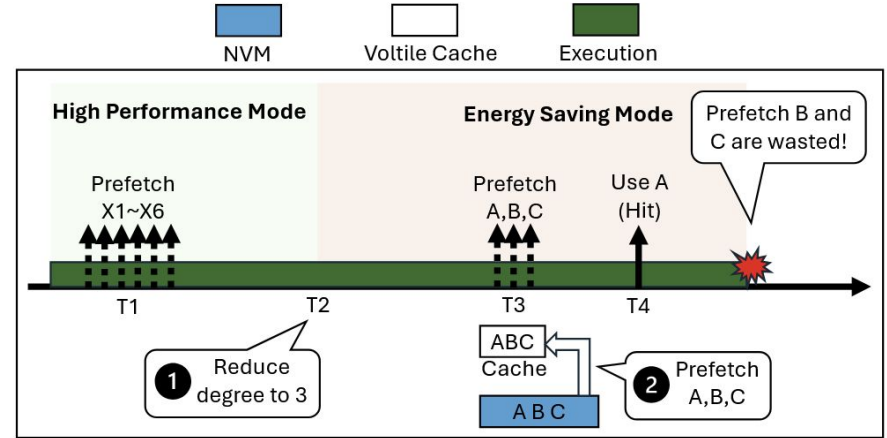 NVM
Voltile Cache
Execution
High Performance Mode
Energy Saving Mode
Prefetch B and
C are wasted!
Prefetch
X1~X6
Prefetch
A,B,C
Use A
(Hit)
T1
T2
T3
T4
1
Reduce
degree to 3
ABC
Cache
A B C
2
Prefetch
A,B,C